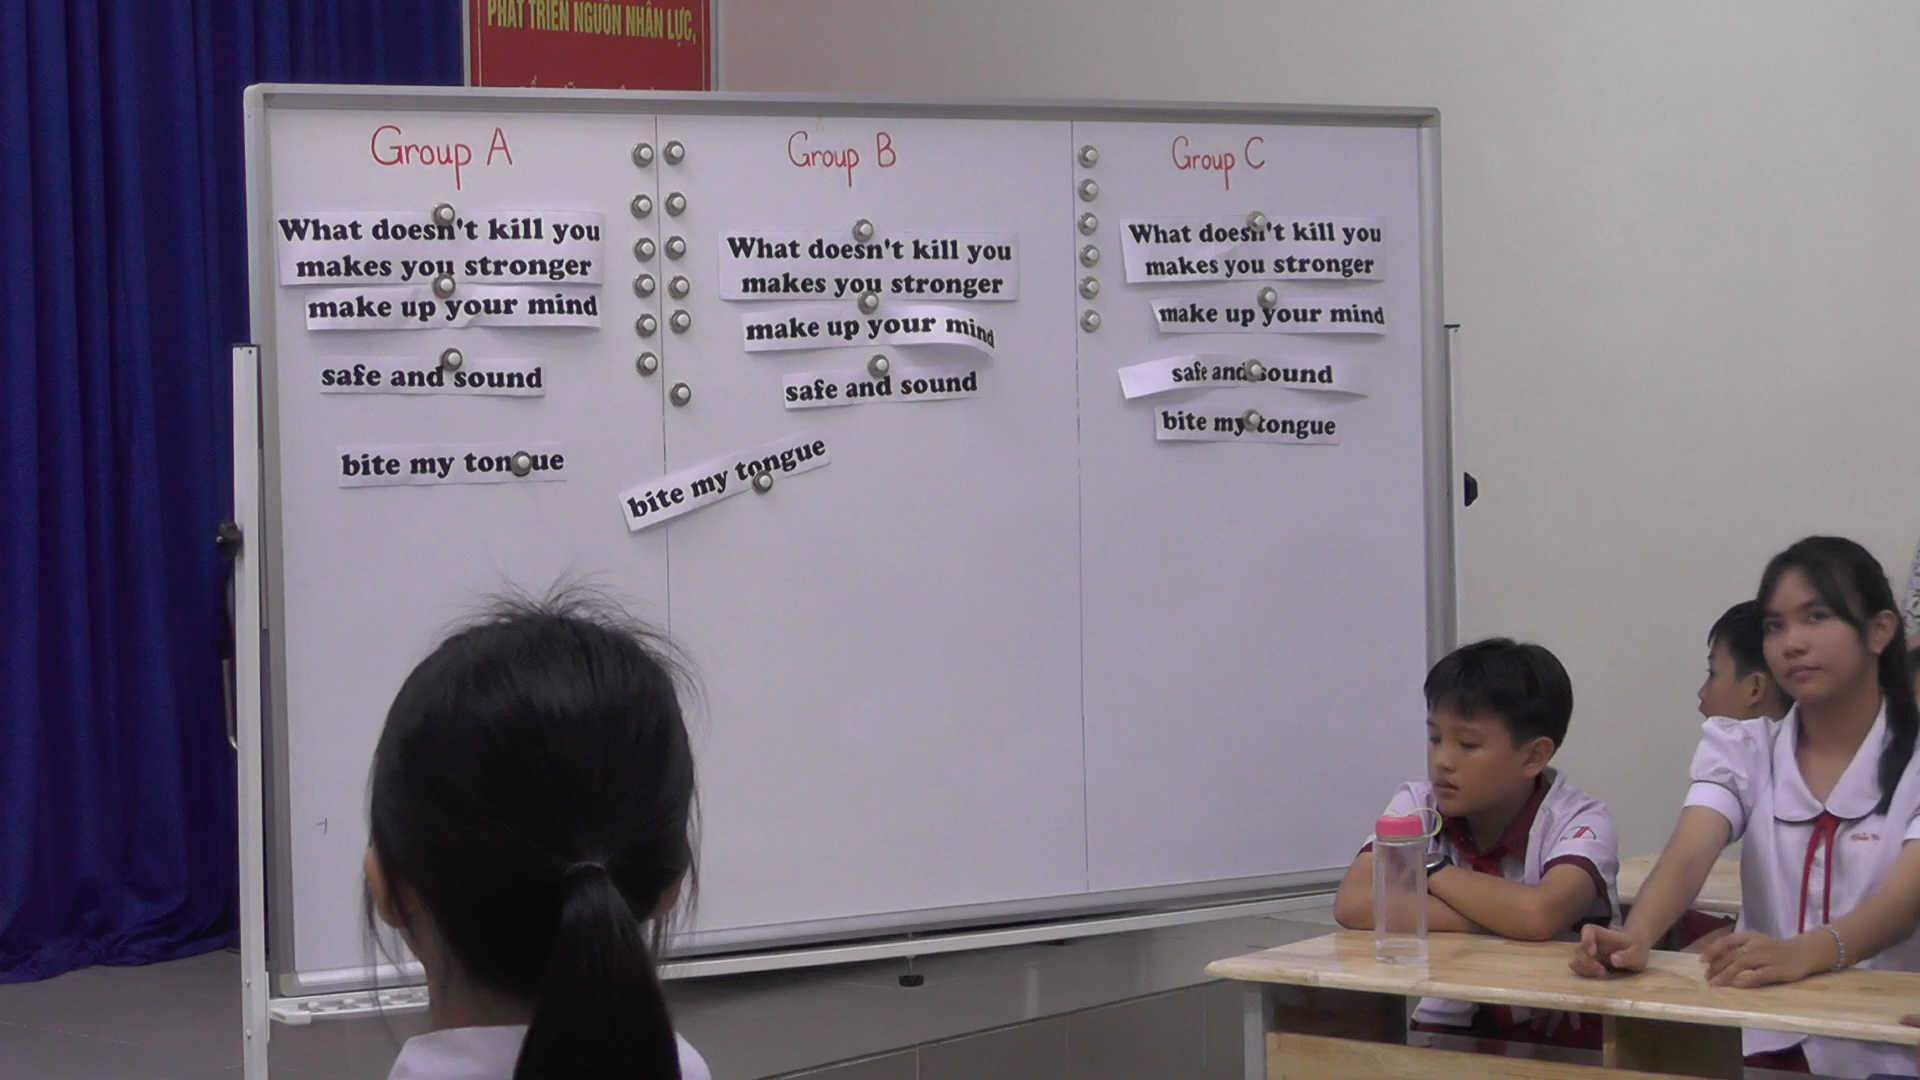 PHÁT TRIỂN NGUỒN NHÂN LỰC,
Group A
What doesn't kill you
makes you stronger
make up your mind
safe and sound
bite my tongue
Group B
What doesn't kill you
makes you stronger
make up your mind
safe and sound
bite my tongue
Group C
What doesn't kill you
makes you stronger
make up your mind
safe and sound
bite my tongue